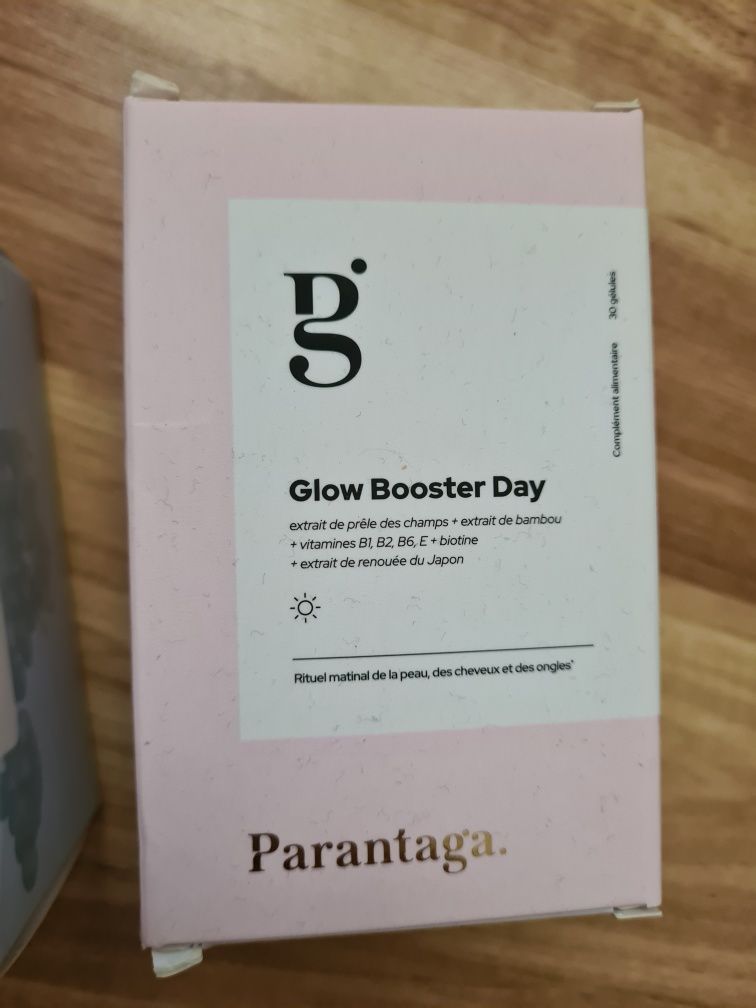 g
Glow Booster Day
extrait de prêle des champs + extrait de bambou
+ vitamines B1, B2, B6, E + biotine
+ extrait de renouée du Japon
Rituel matinal de la peau, des cheveux et des ongles*
Complément alimentaire 30 gélules
Parantaga.